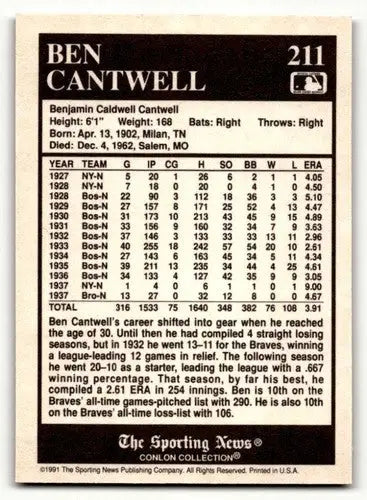 BEN
CANTWELL
211
Benjamin Caldwell Cantwell
Height: 6'1" Weight: 168 Bats: Right Throws: Right
Born: Apr. 13, 1902, Milan, TN
Died: Dec. 4, 1962, Salem, MO
YEAR TEAM G IP CG H SO BB W L ERA
1927 NY-N 5 20 1 26 6 2 1 1 4.05
1928 NY-N 7 18 0 20 0 4 1 0 4.50
1928 Bos-N 22 90 3 112 18 36 3 3 5.10
1929 Bos-N 27 157 8 171 25 52 4 13 4.47
1930 Bos-N 31 173 10 213 43 45 9 15 4.89
1931 Bos-N 33 156 9 160 32 34 7 9 3.63
1932 Bos-N 37 146 3 133 33 33 13 11 2.96
1933 Bos-N 40 255 18 242 57 54 20 10 2.61
1934 Bos-N 27 143 6 163 45 34 5 11 4.34
1935 Bos-N 39 211 13 235 34 44 4 25 4.61
1936 Bos-N 34 133 4 127 42 35 9 9 3.05
1937 NY-N 1 4 0 6 1 1 0 1 9.00
1937 Bro-N 13 27 0 32 12 8 0 0 4.67
TOTAL 316 1533 75 1640 348 382 76 108 3.91
Ben Cantwell's career shifted into gear when he reached
the age of 30. Until then he had compiled 4 straight losing
seasons, but in 1932 he went 13–11 for the Braves, winning
a league-leading 12 games in relief. The following season
he went 20–10 as a starter, leading the league with a .667
winning percentage. That season, by far his best, he
compiled a 2.61 ERA in 254 innings. Ben is 10th on the
Braves' all-time games-pitched list with 290. He is also 10th
on the Braves' all-time loss-list with 106.
The Sporting News®
CONLON COLLECTION™
©1991 The Sporting News Publishing Company. All Rights Reserved. Printed in U.S.A.